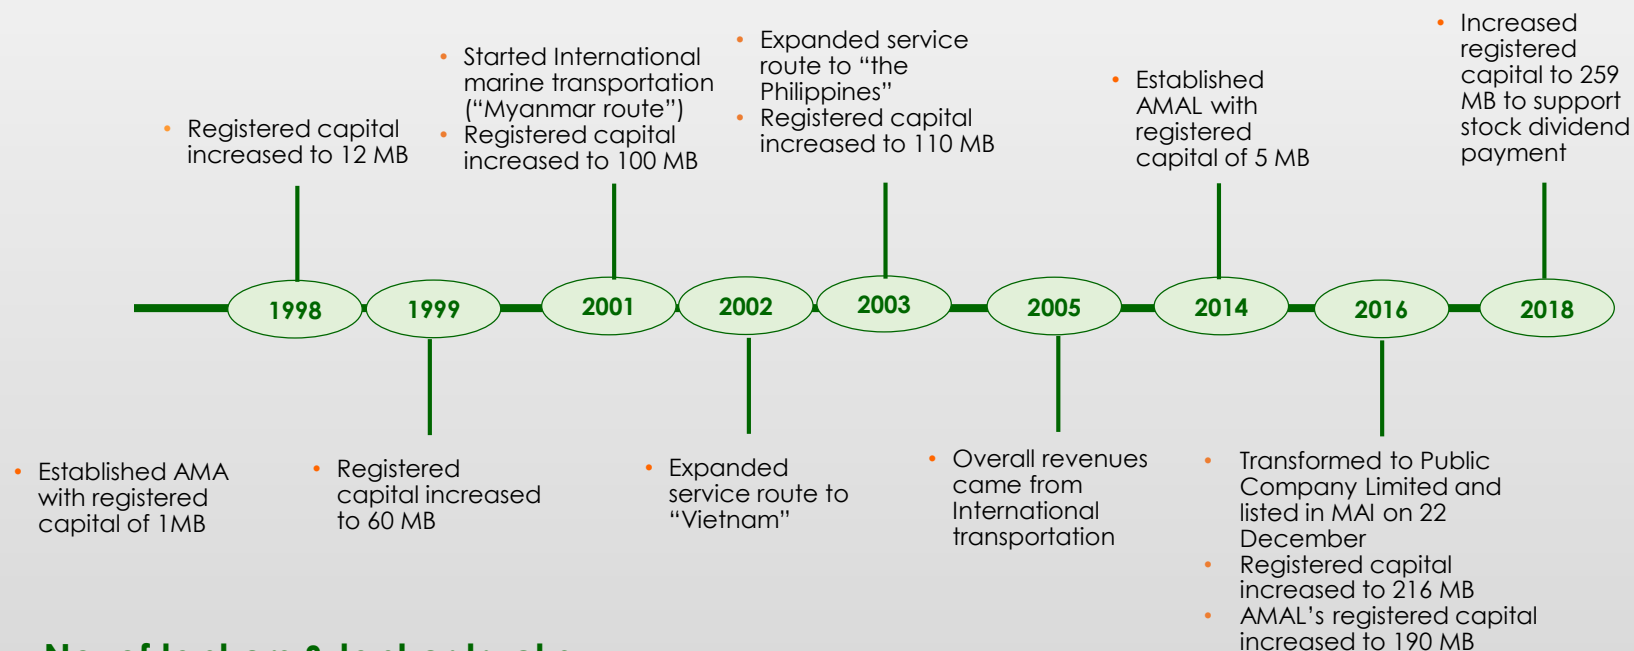 • Registered capital
increased to 12 MB
• Started International
marine transportation
(“Myanmar route”)
• Registered capital
increased to 100 MB
• Expanded service
route to “the
Philippines”
• Registered capital
increased to 110 MB
• Established
AMAL with
registered
capital of 5 MB
• Increased
registered
capital to 259
MB to support
stock dividend
payment
1998
1999
2001
2002
2003
2005
2014
2016
2018
• Established AMA
with registered
capital of 1MB
• Registered
capital increased
to 60 MB
• Expanded
service route to
“Vietnam”
• Overall revenues
came from
International
transportation
• Transformed to Public
Company Limited and
listed in MAI on 22
December
• Registered capital
increased to 216 MB
• AMAL’s registered capital
increased to 190 MB